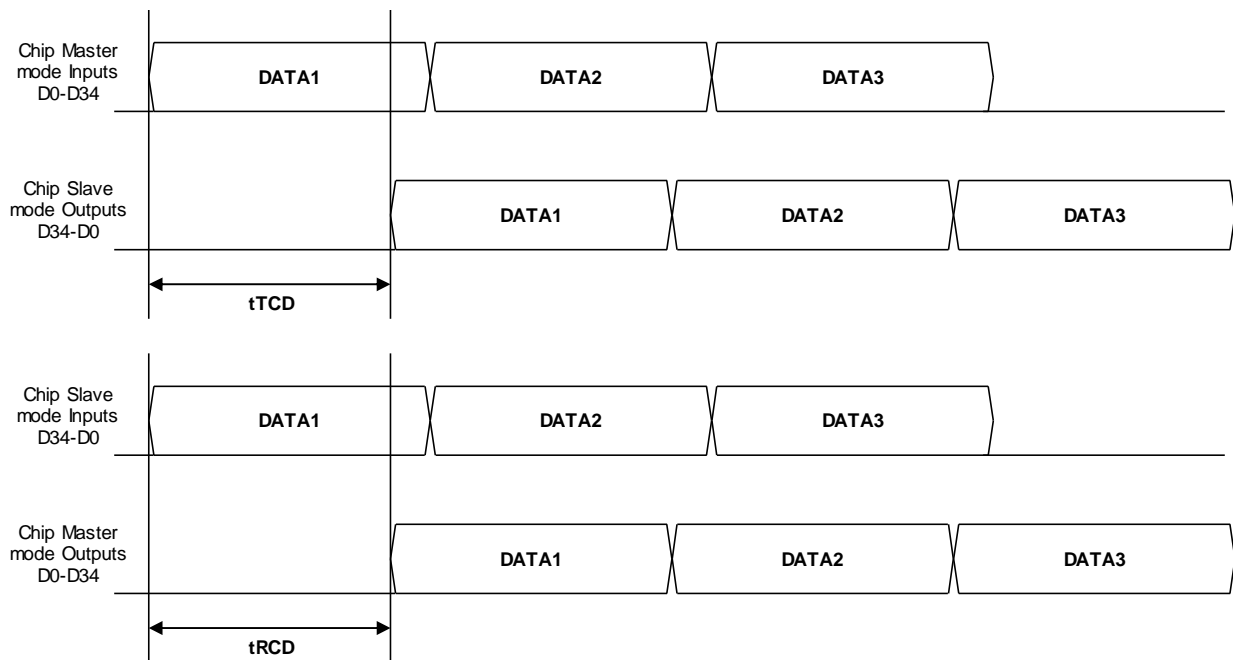 Chip Master
mode Inputs
D0-D34
DATA1
DATA2
DATA3
Chip Slave
mode Outputs
D34-D0
DATA1
DATA2
DATA3
tTCD
Chip Slave
mode Inputs
D34-D0
DATA1
DATA2
DATA3
Chip Master
mode Outputs
D0-D34
DATA1
DATA2
DATA3
tRCD